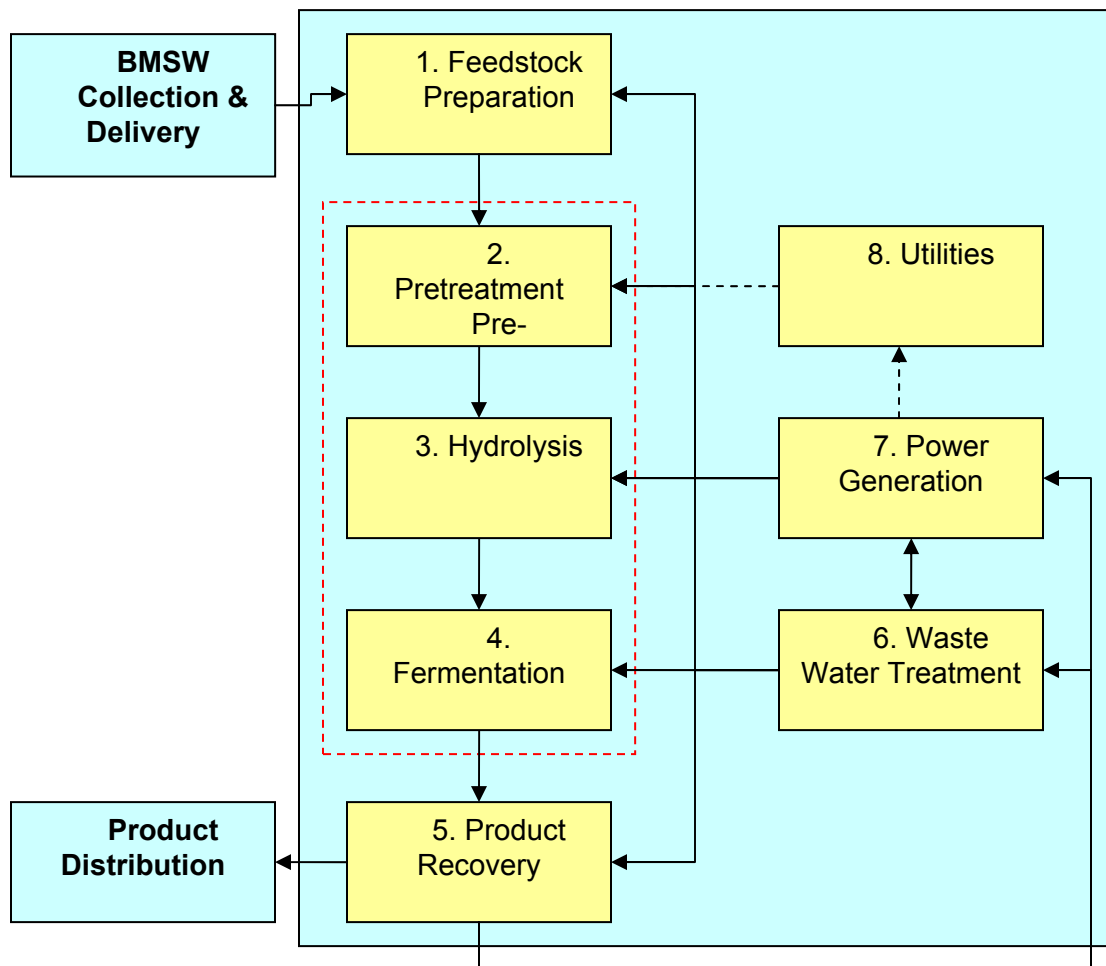 BMSW
Collection &
Delivery
1. Feedstock
Preparation
2.
Pretreatment
Pre-
8. Utilities
3. Hydrolysis
7. Power
Generation
4.
Fermentation
6. Waste
Water Treatment
Product
Distribution
5. Product
Recovery